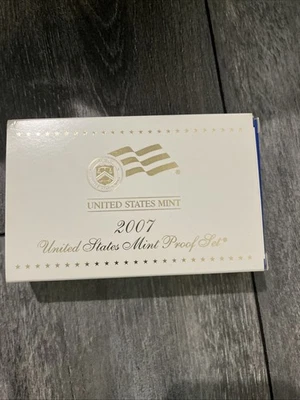 UNITED STATES MINT
2007
United States Mint Proof Set®